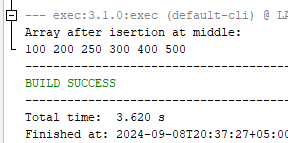 --- exec:3.1.0:exec (default-cli) @ LA
Array after isertion at middle:
100 200 250 300 400 500
------------------------------------
BUILD SUCCESS
------------------------------------
Total time:  3.620 s
Finished at: 2024-09-08T20:37:27+05:00